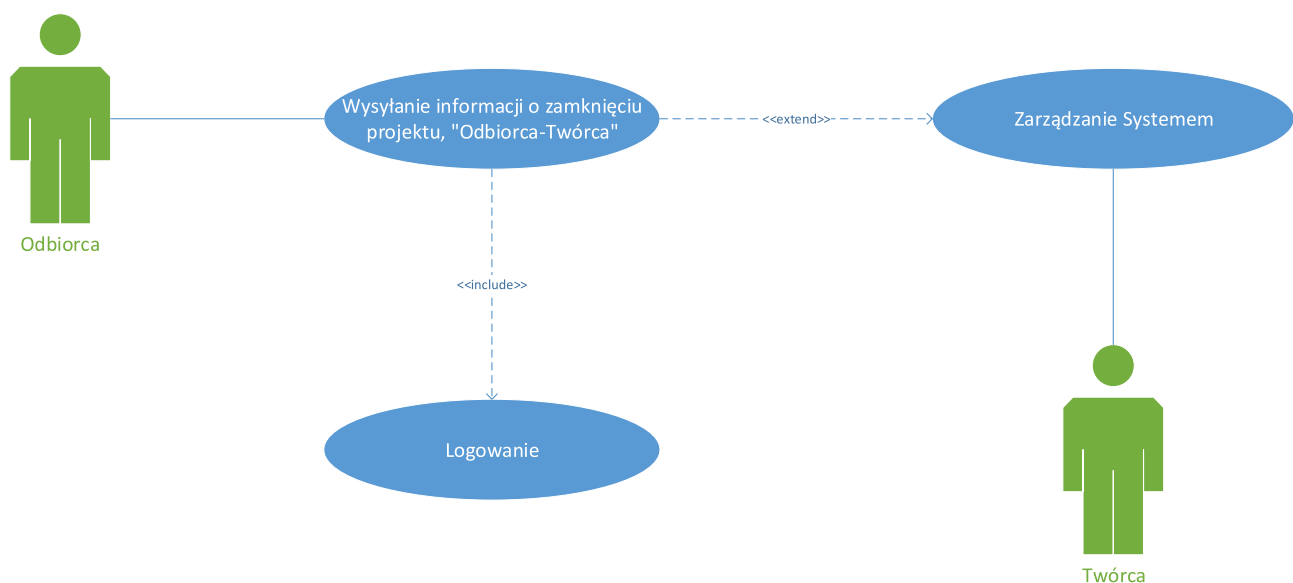 Wysyłanie informacji o zamknięciu
projektu, "Odbiorca-Twórca"
<<extend>>
Zarządzanie Systemem
Odbiorca
<<include>>
Logowanie
Twórca